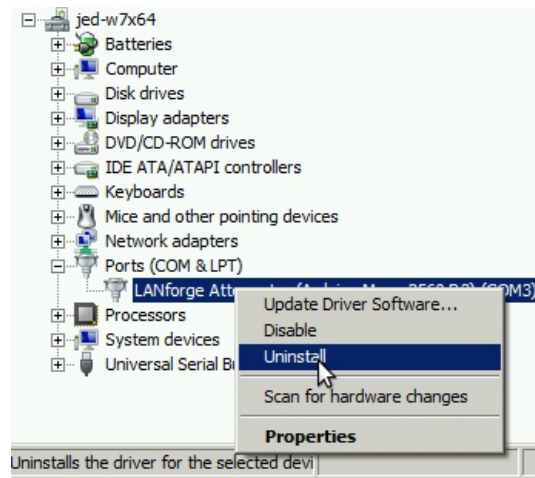 jed-w7x64
Batteries
Computer
Disk drives
Display adapters
DVD/CD-ROM drives
IDE ATA/ATAPI controllers
Keyboards
Mice and other pointing devices
Network adapters
Ports (COM & LPT)
LANforge (COM3)
Update Driver Software...
Processors
Disable
System devices
Uninstall
Universal Serial
Scan for hardware changes
Properties
Uninstalls the driver for the selected devi